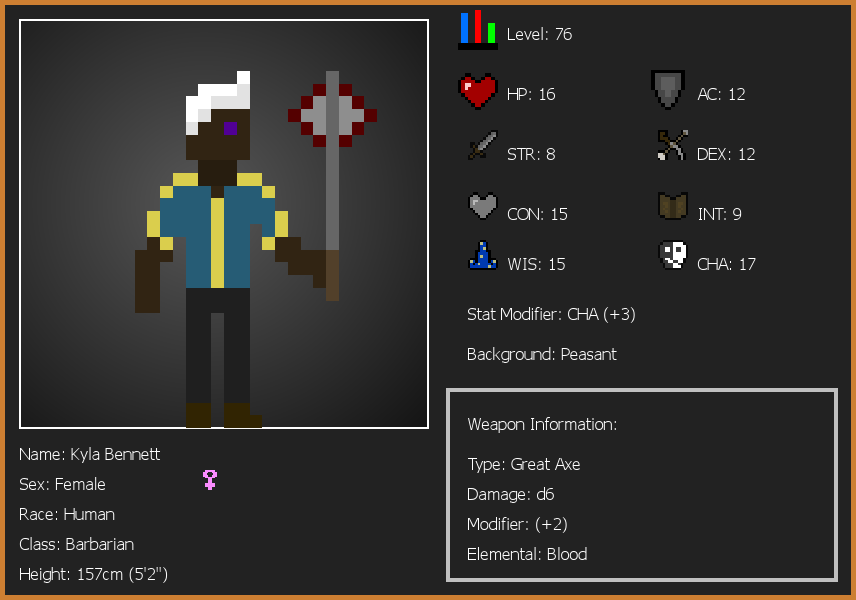 Level: 76
HP: 16
AC: 12
STR: 8
DEX: 12
CON: 15
INT: 9
WIS: 15
CHA: 17
Stat Modifier: CHA (+3)
Background: Peasant
Weapon Information:
Type: Great Axe
Damage: d6
Modifier: (+2)
Elemental: Blood
Name: Kyla Bennett
Sex: Female
Race: Human
Class: Barbarian
Height: 157cm (5'2")